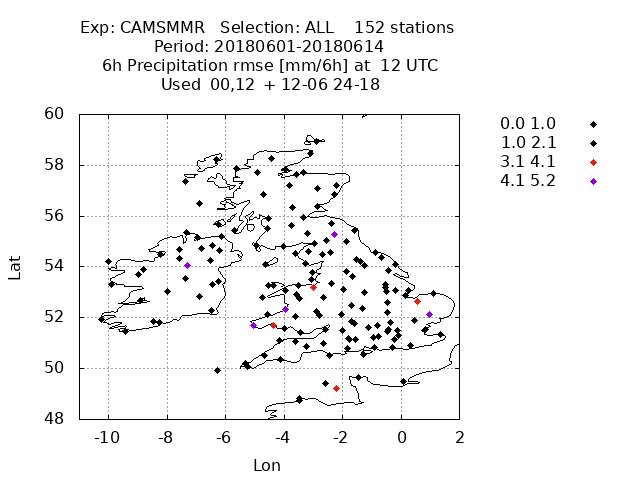 Exp: CAMSMMR Selection: ALL 152 stations
Period: 20180601-20180614
6h Precipitation rmse [mm/6h] at 12 UTC
Used 00,12 + 12-06 24-18
0.0 1.0
1.0 2.1
3.1 4.1
4.1 5.2
60
58
56
54
52
50
48
Lat
-10 -8 -6 -4 -2 0 2
Lon